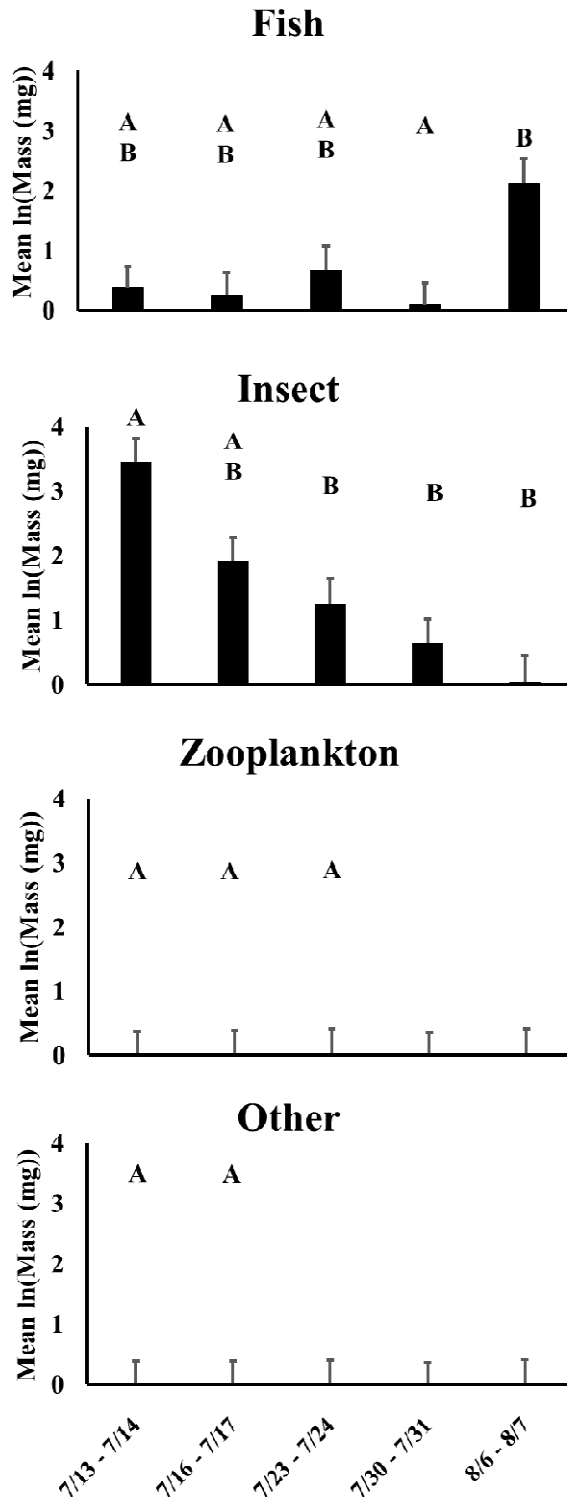 Fish
Mean ln(Mass (mg))
4
3
2
1
0
A A A A
B B B B
Insect
Mean ln(Mass (mg))
4
3
2
1
0
A A
B B B B
Zooplankton
Mean ln(Mass (mg))
4
3
2
1
0
A A A
Other
Mean ln(Mass (mg))
4
3
2
1
0
A A
7/13 - 7/14
7/16 - 7/17
7/23 - 7/24
7/30 - 7/31
8/6 - 8/7